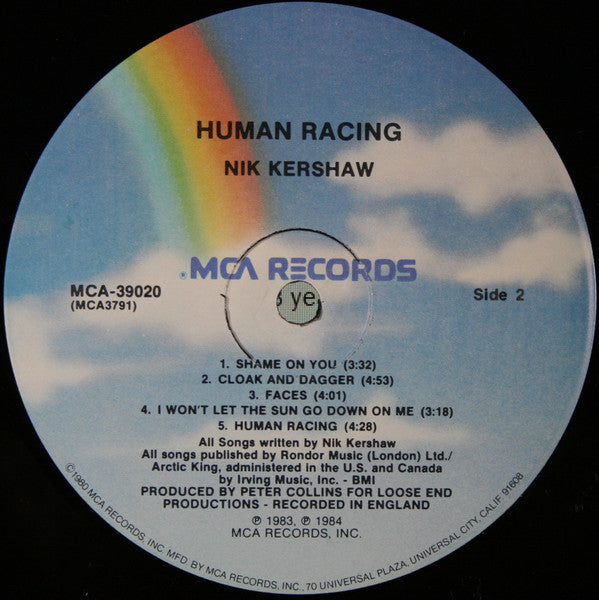 HUMAN RACING
NIK KERSHAW
®MCA RECORDS
MCA-39020
(MCA3791)
Side 2
ye
1. SHAME ON YOU (3:32)
2. CLOAK AND DAGGER (4:53)
3. FACES (4:01)
4. I WON'T LET THE SUN GO DOWN ON ME (3:18)
5. HUMAN RACING (4:28)
All Songs written by Nik Kershaw
All songs published by Rondor Music (London) Ltd./
Arctic King, administered in the U.S. and Canada
by Irving Music, Inc. - BMI
PRODUCED BY PETER COLLINS FOR LOOSE END
PRODUCTIONS - RECORDED IN ENGLAND
℗ 1983, ℗ 1984
MCA RECORDS, INC.
©1980 MCA RECORDS, INC MFD. BY MCA RECORDS, INC., 70 UNIVERSAL PLAZA, UNIVERSAL CITY, CALIF. 91608